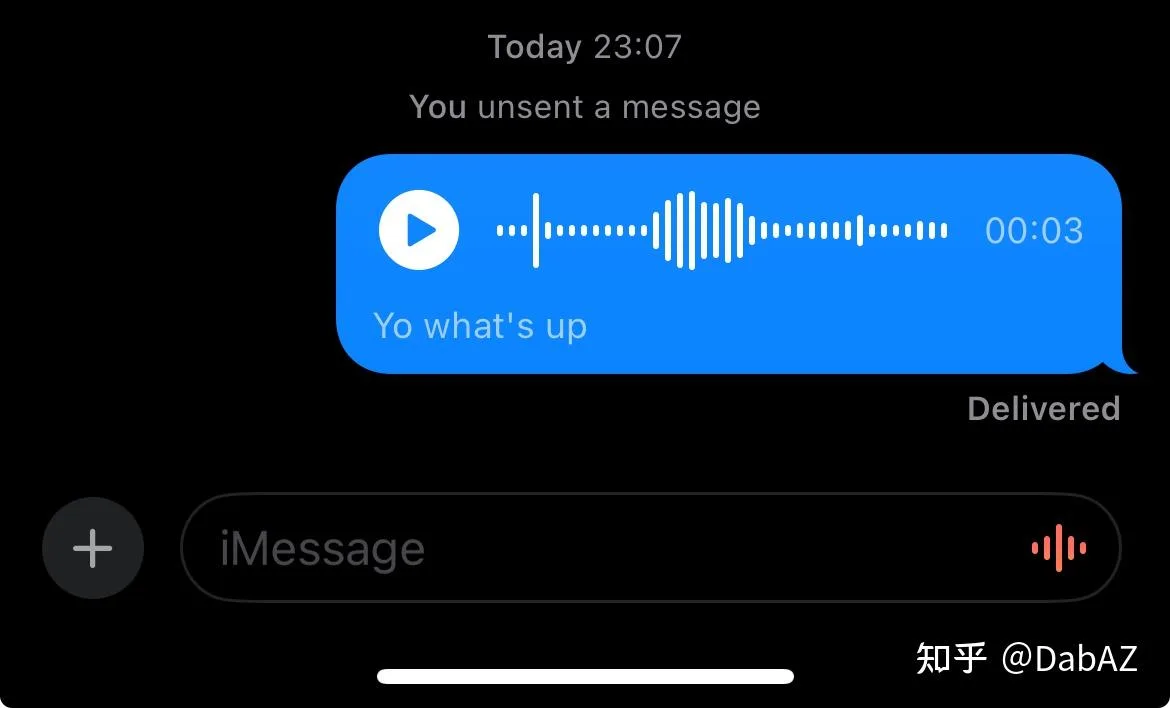 Today 23:07
You unsent a message
00:03
Yo what's up
Delivered
iMessage
知乎 @DabAZ